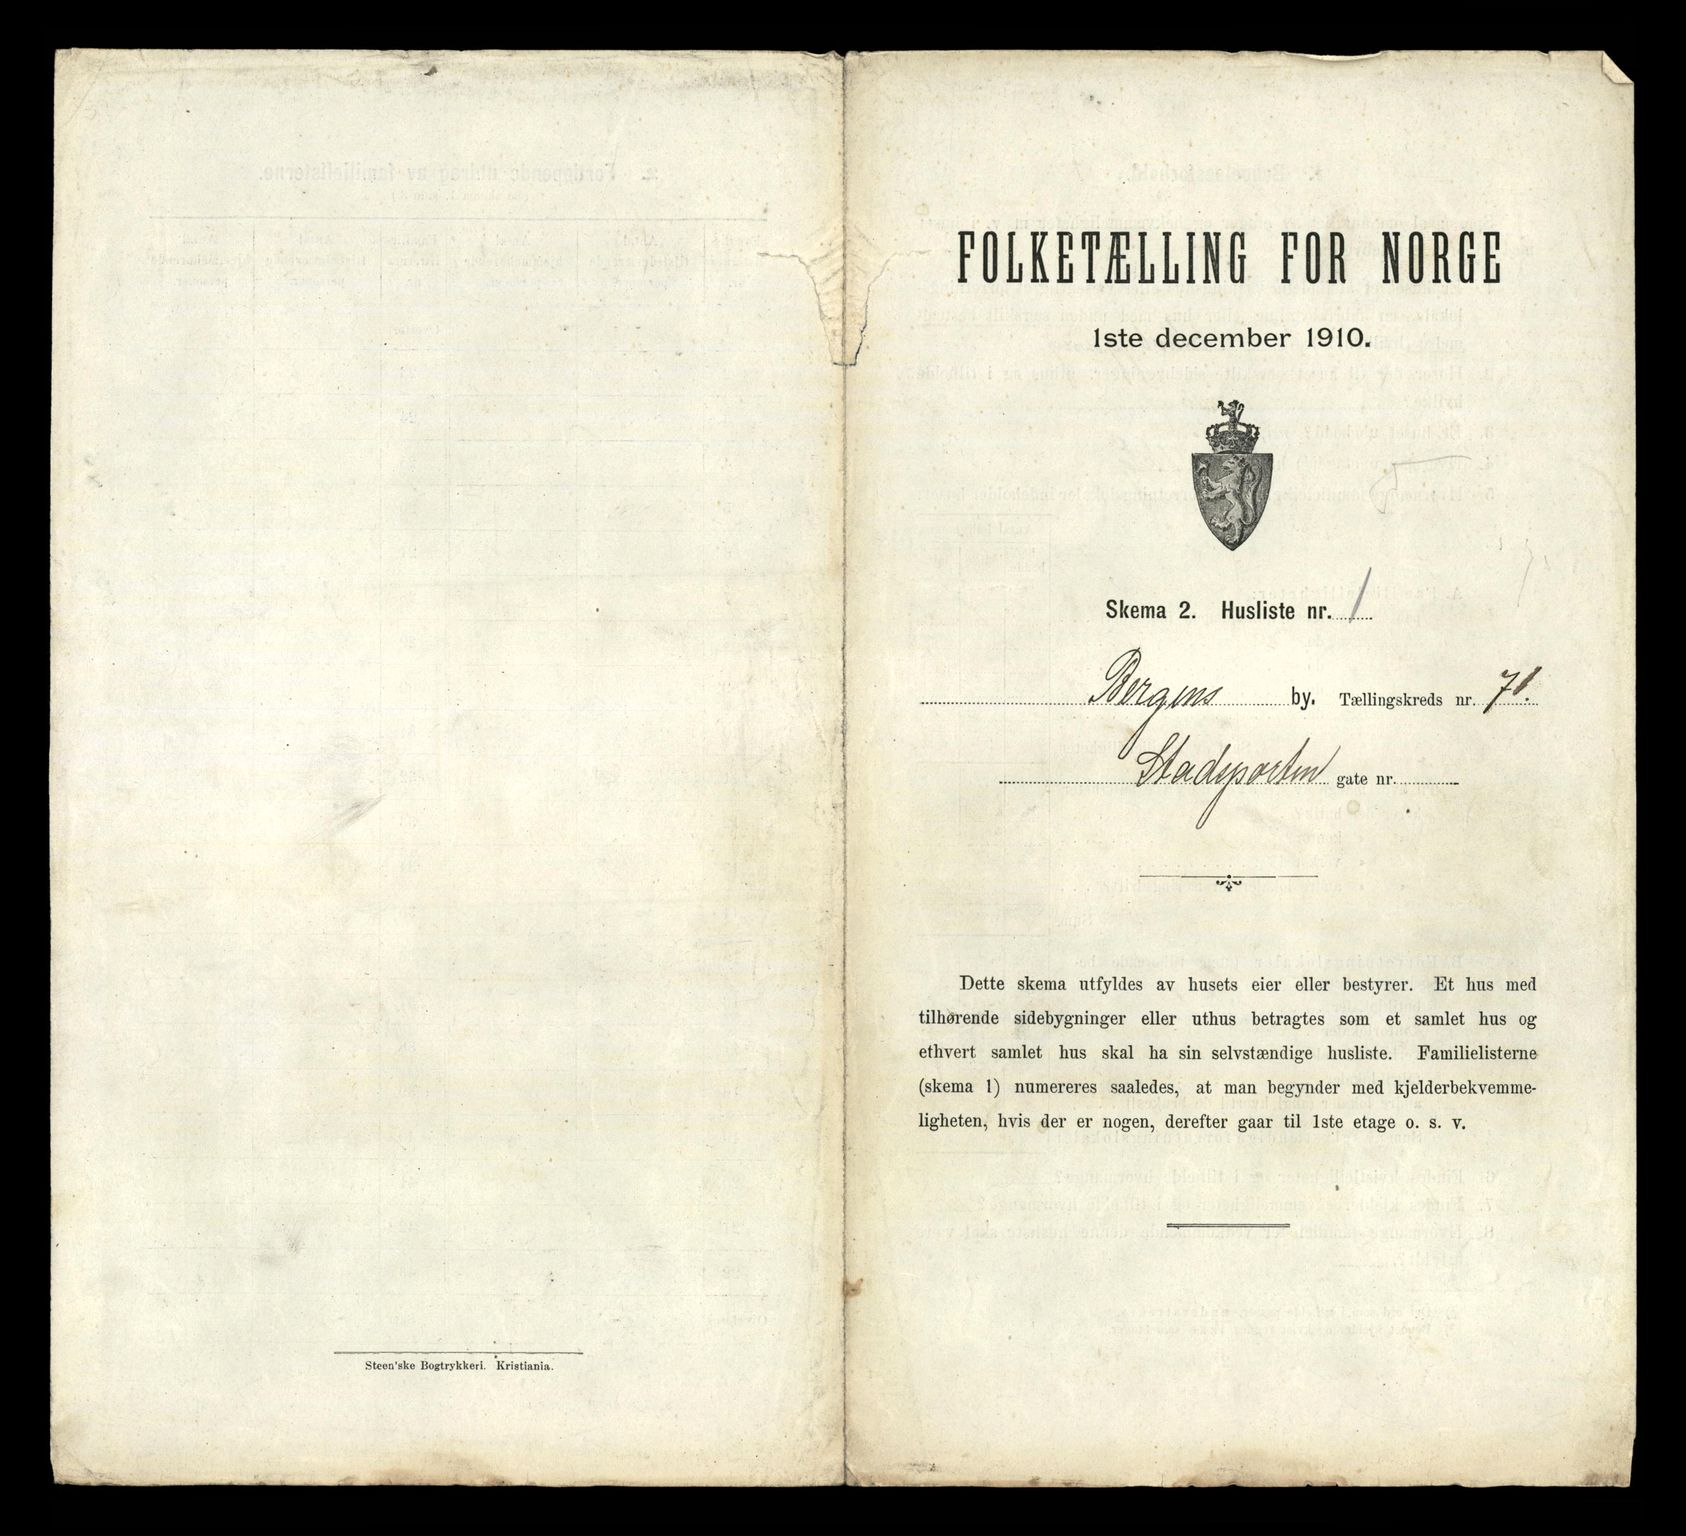 FOLKETÆLLING FOR NORGE
1ste december 1910.
Skema 2. Husliste nr. 1
Bergens by. Tællingskreds nr. 71.
Stadsporten gate nr.
Dette skema utfyldes av husets eier eller bestyrer. Et hus med
tilhørende sidebygninger eller uthus betragtes som et samlet hus og
ethvert samlet hus skal ha sin selvstændige husliste. Familielisterne
(skema 1) numereres saaledes, at man begynder med kjelderbekvemme-
ligheten, hvis der er nogen, derefter gaar til 1ste etage o. s. v.
Steen'ske Bogtrykkeri. Kristiania.